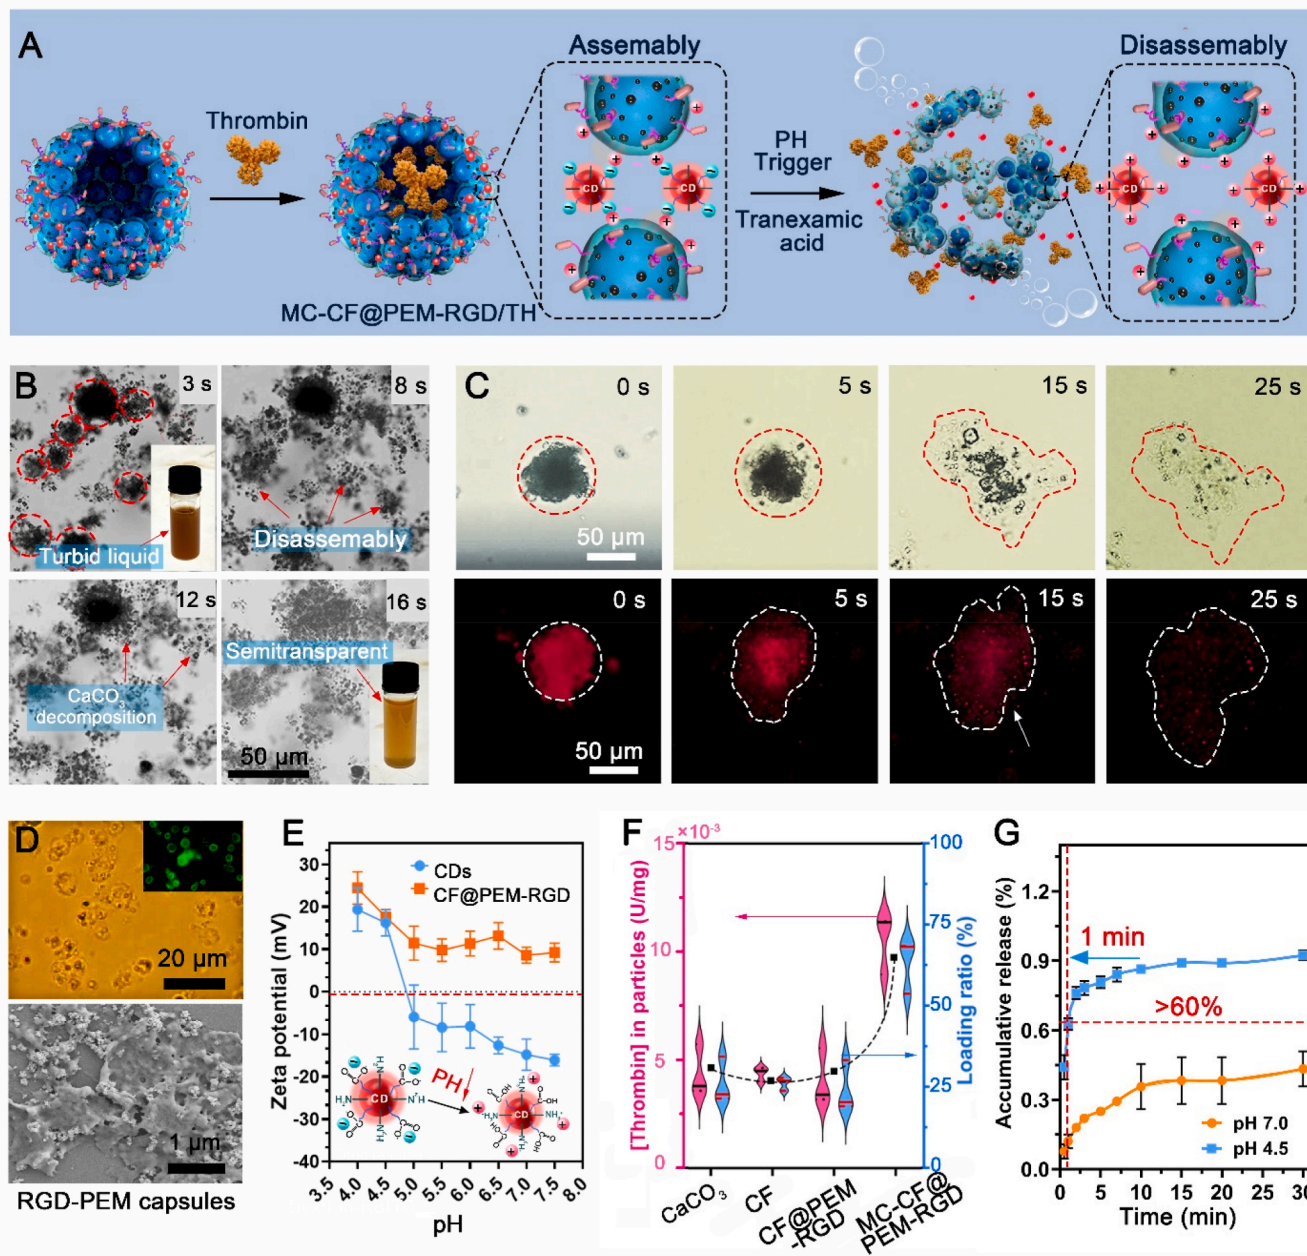 A
Assemably
Disassemably
Thrombin
PH
Trigger
Tranexamic
acid
MC-CF@PEM-RGD/TH
CD
CD
CD
CD
B
3 s
8 s
Turbid liquid
Disassemably
12 s
16 s
Semitransparent
CaCO3
decomposition
50 µm
C
0 s
5 s
15 s
25 s
50 µm
0 s
5 s
15 s
25 s
50 µm
D
20 µm
1 µm
RGD-PEM capsules
E
Zeta potential (mV)
30
20
10
0
-10
-20
-30
-40
CDs
CF@PEM-RGD
PH
CD
CD
3.5
4.0
4.5
5.0
5.5
6.0
6.5
7.0
7.5
8.0
pH
F
×10-3
[Thrombin] in particles (U/mg)
15
10
5
0
100
75
50
25
0
Loading ratio (%)
CaCO3
CF
CF@PEM
-RGD
MC-CF@
PEM-RGD
G
Accumulative release (%)
1.2
0.9
0.6
0.3
0.0
1 min
>60%
pH 7.0
pH 4.5
0
5
10
15
20
25
30
Time (min)